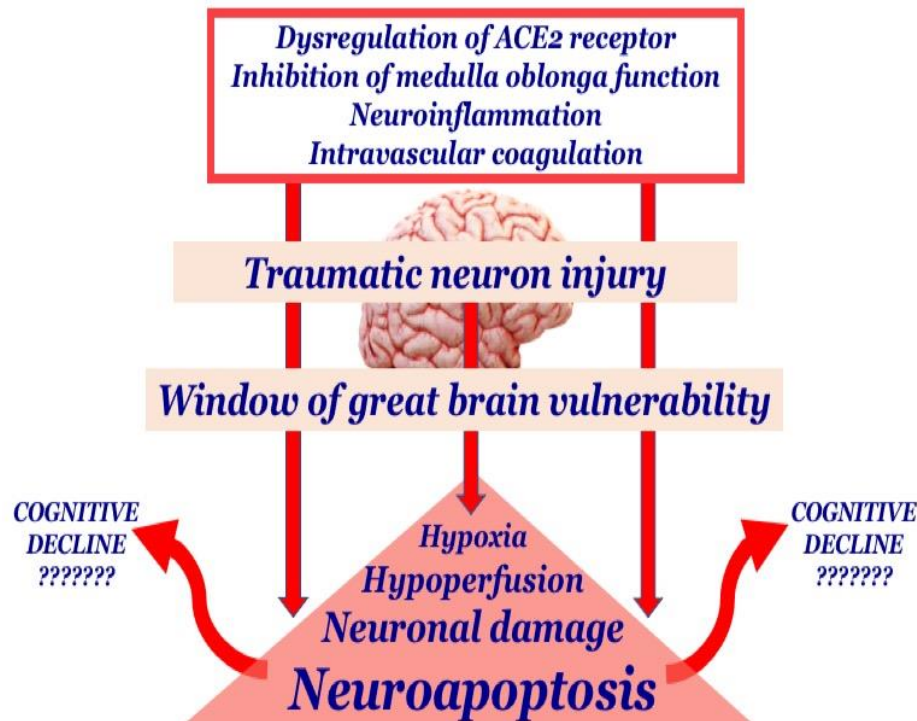 Dysregulation of ACE2 receptor
Inhibition of medulla oblonga function
Neuroinflammation
Intravascular coagulation
Traumatic neuron injury
Window of great brain vulnerability
COGNITIVE
DECLINE
???????
COGNITIVE
DECLINE
???????
Hypoxia
Hypoperfusion
Neuronal damage
Neuroapoptosis